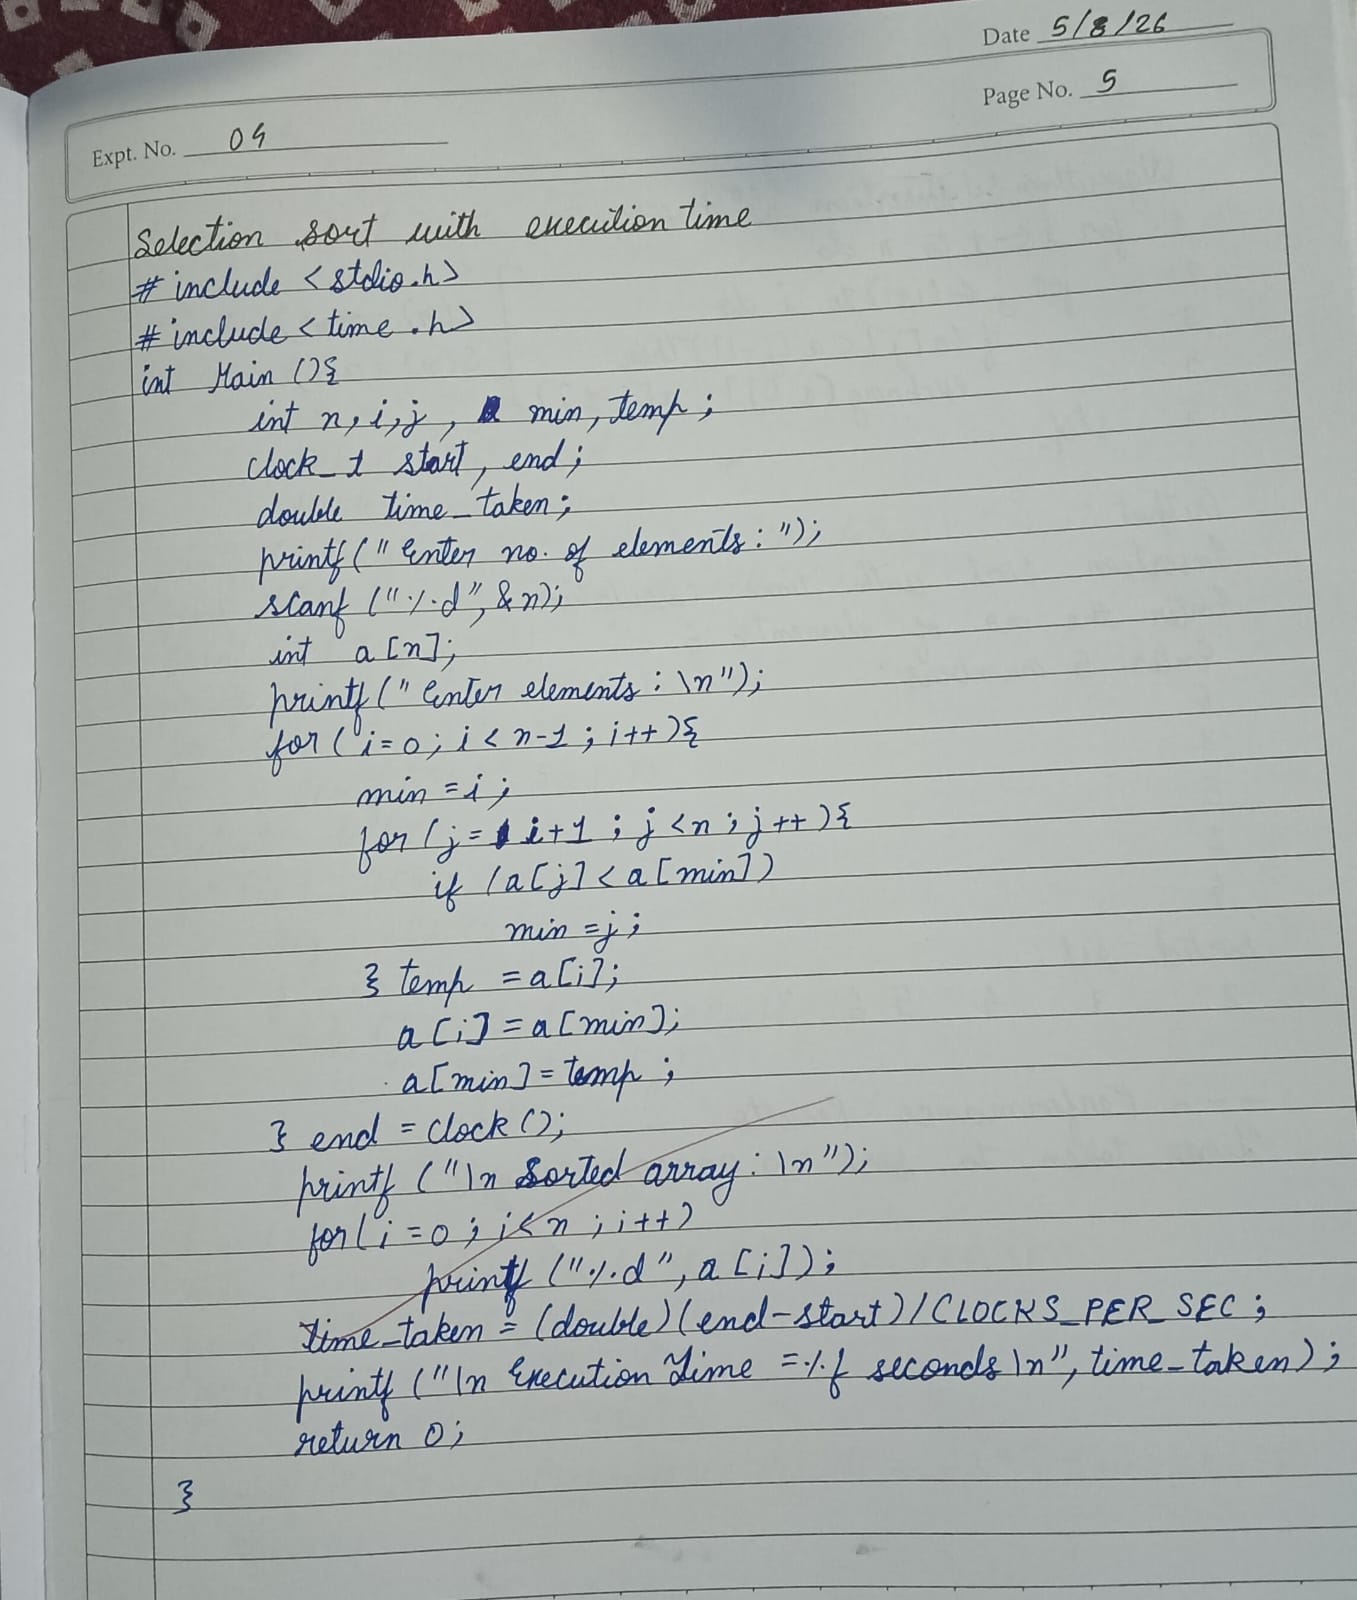 Date 5/8/26
Page No. 5
Expt. No. 04
Selection sort with execution time
# include <stdio.h>
# include <time.h>
int Main (){
int n, i, j, min, temp;
clock_t start, end;
double time_taken;
printf(" Enter no. of elements: ");
scanf ("%d", &n);
int a[n];
printf(" Enter elements: \n");
for (i=0; i < n-1; i++){
min = i;
for (j= i+1; j <n; j++){
if (a[j] < a[min])
min = j;
} temp = a[i];
a[i] = a[min];
a[min] = temp;
} end = clock ();
printf ("\n Sorted array: \n");
for(i=0; i<n; i++)
printf ("%d", a[i]);
time_taken = (double)(end-start)/CLOCKS_PER_SEC;
printf ("\n Execution Time = %f seconds \n", time_taken);
return 0;
}